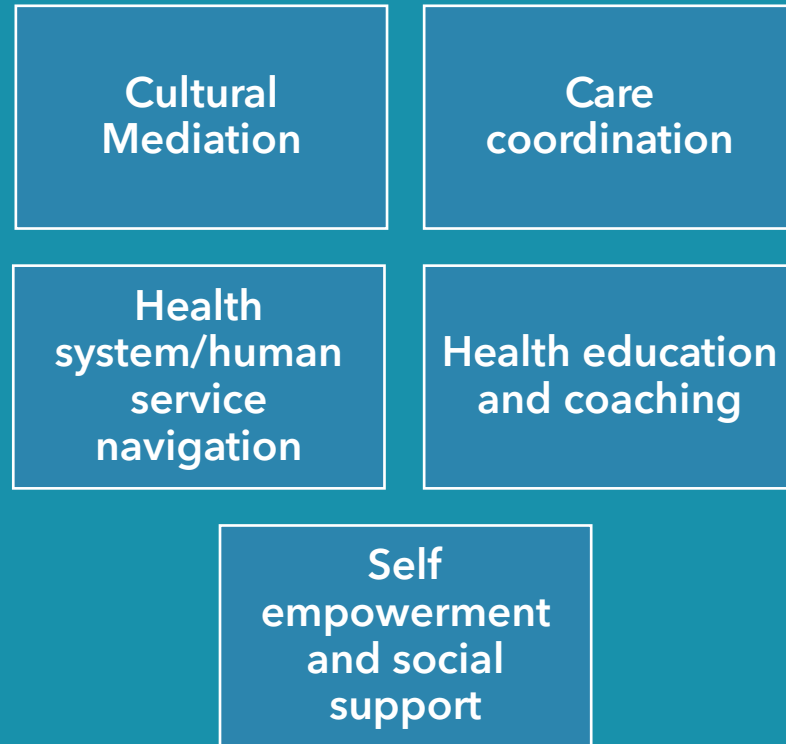 Cultural
Mediation
Care
coordination
Health
system/human
service
navigation
Health education
and coaching
Self
empowerment
and social
support